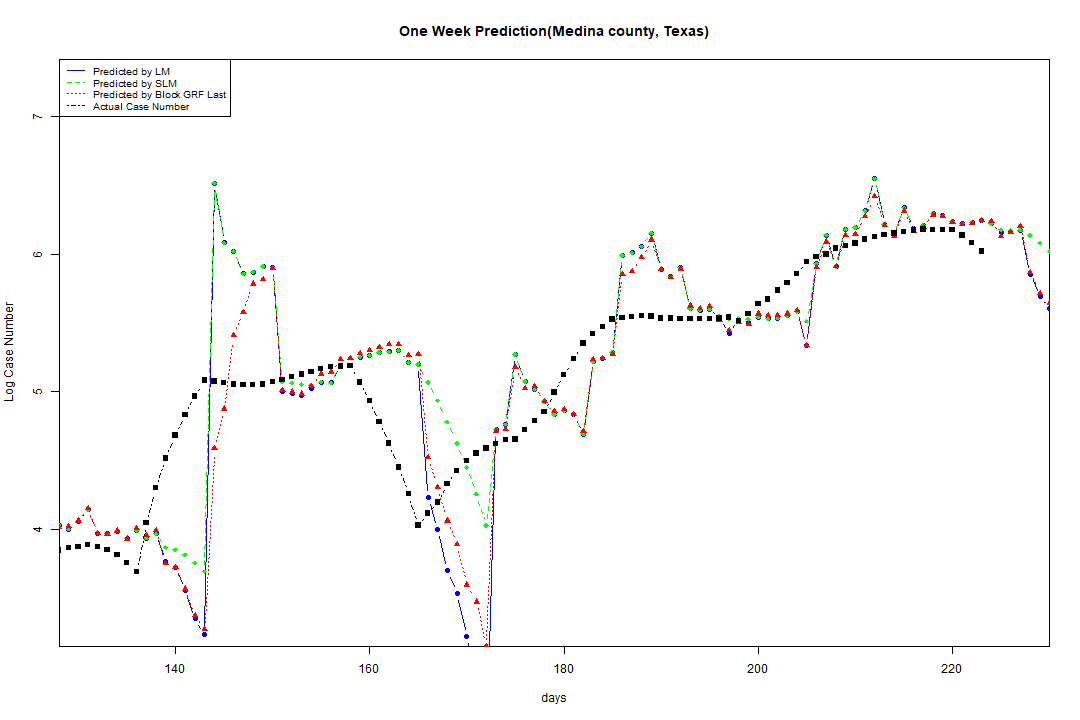 One Week Prediction(Medina county, Texas)
Predicted by LM
Predicted by SLM
Predicted by Block GRF Last
Actual Case Number
7
6
5
4
Log Case Number
140 160 180 200 220
days